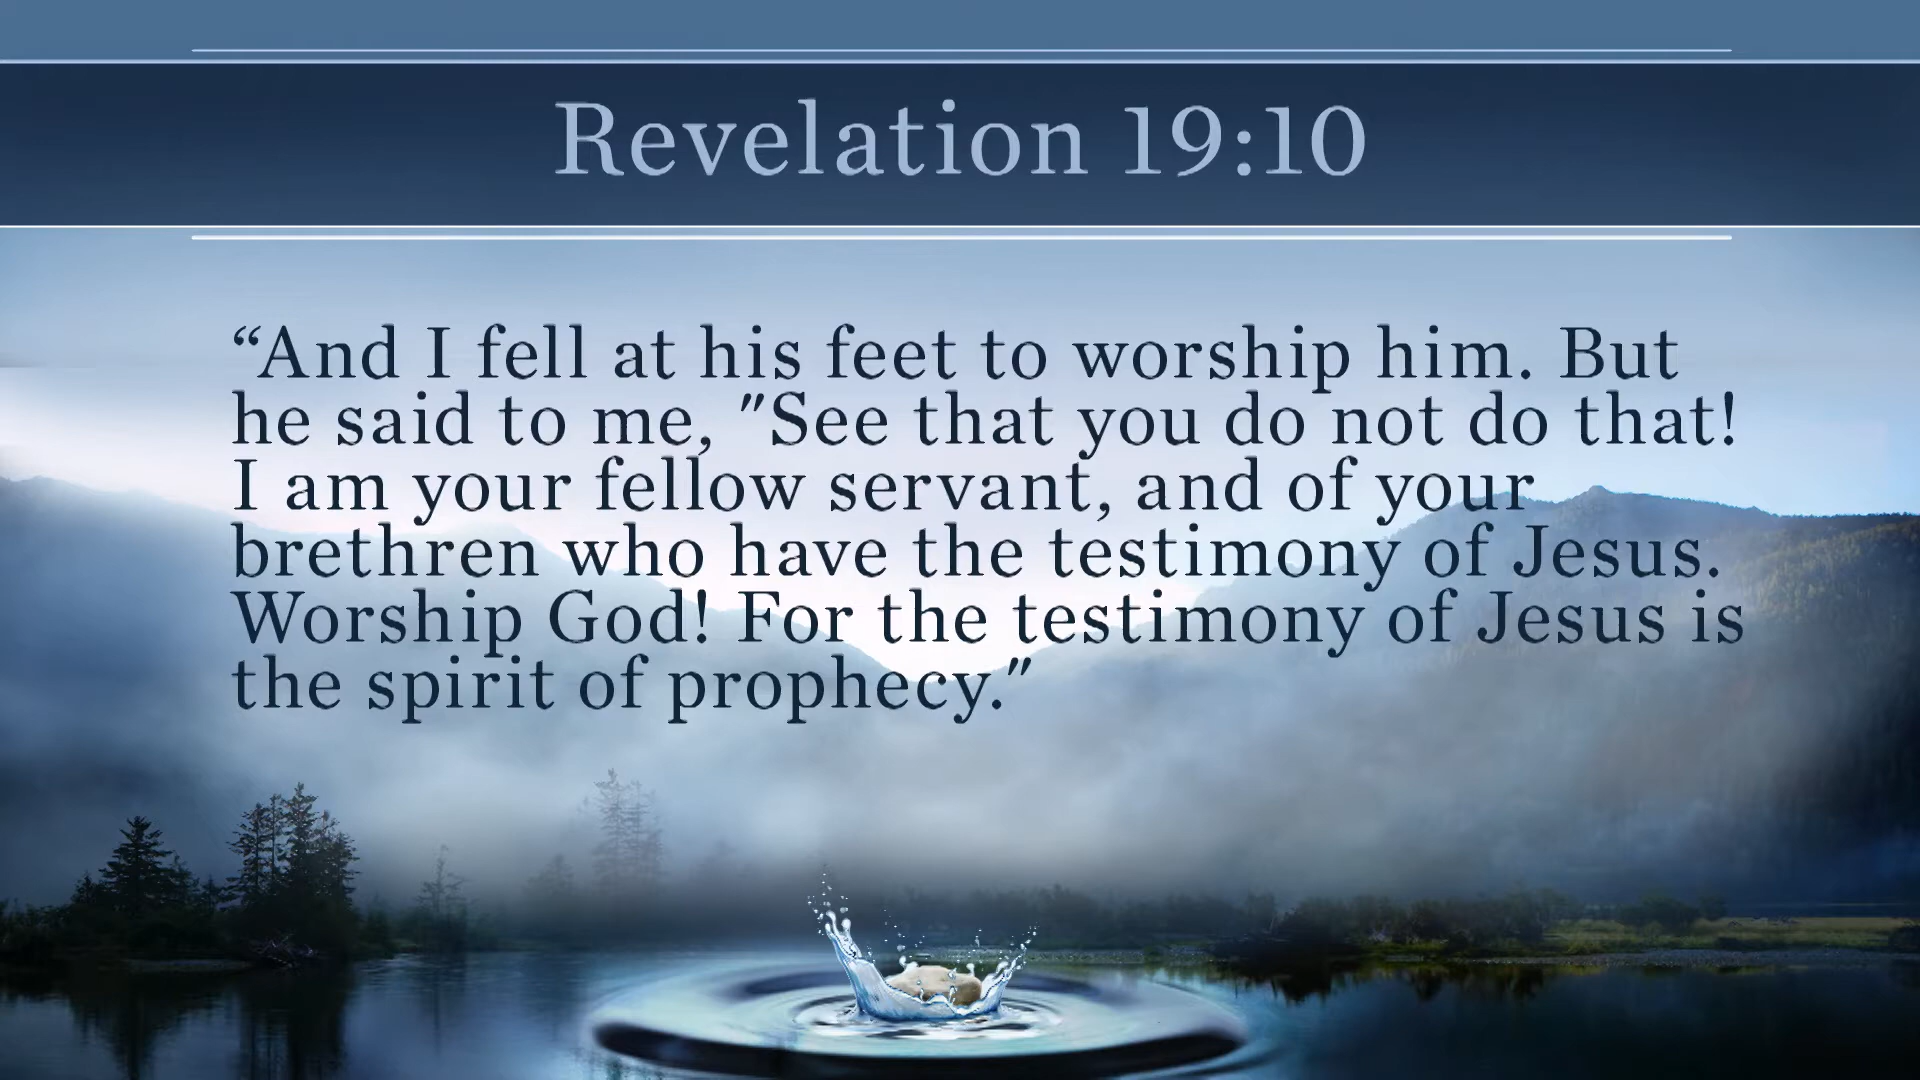 Revelation 19:10
“And I fell at his feet to worship him. But
he said to me, "See that you do not do that!
I am your fellow servant, and of your
brethren who have the testimony of Jesus.
Worship God! For the testimony of Jesus is
the spirit of prophecy."